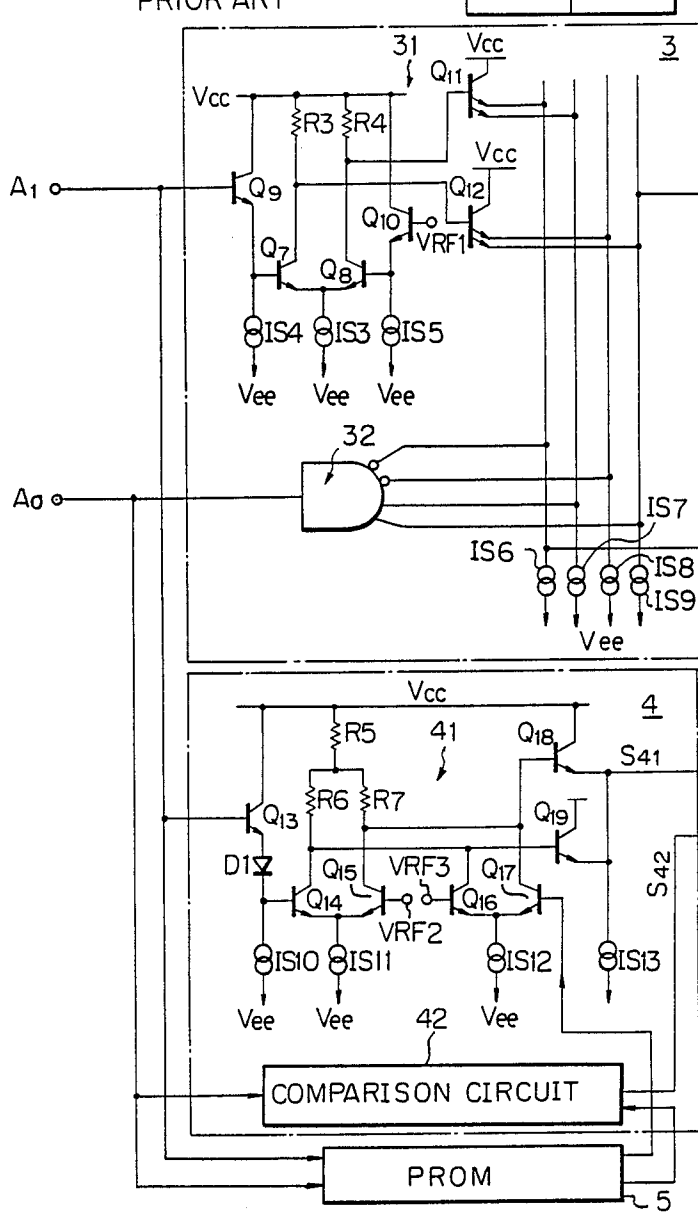 PRIOR ART
3
31
Vcc
Q11
Vcc
R3
R4
Vcc
A1
Q9
Q12
Q10
VRF1
Q7
Q8
IS4
IS3
IS5
Vee
Vee
Vee
32
A0
IS7
IS6
IS8
IS9
Vee
Vcc
4
R5
41
Q18
S41
R6
R7
Q13
Q19
D1
Q15
VRF3
Q17
S42
Q14
Q16
VRF2
IS10
IS11
IS12
IS13
Vee
Vee
Vee
42
COMPARISON CIRCUIT
PROM
5